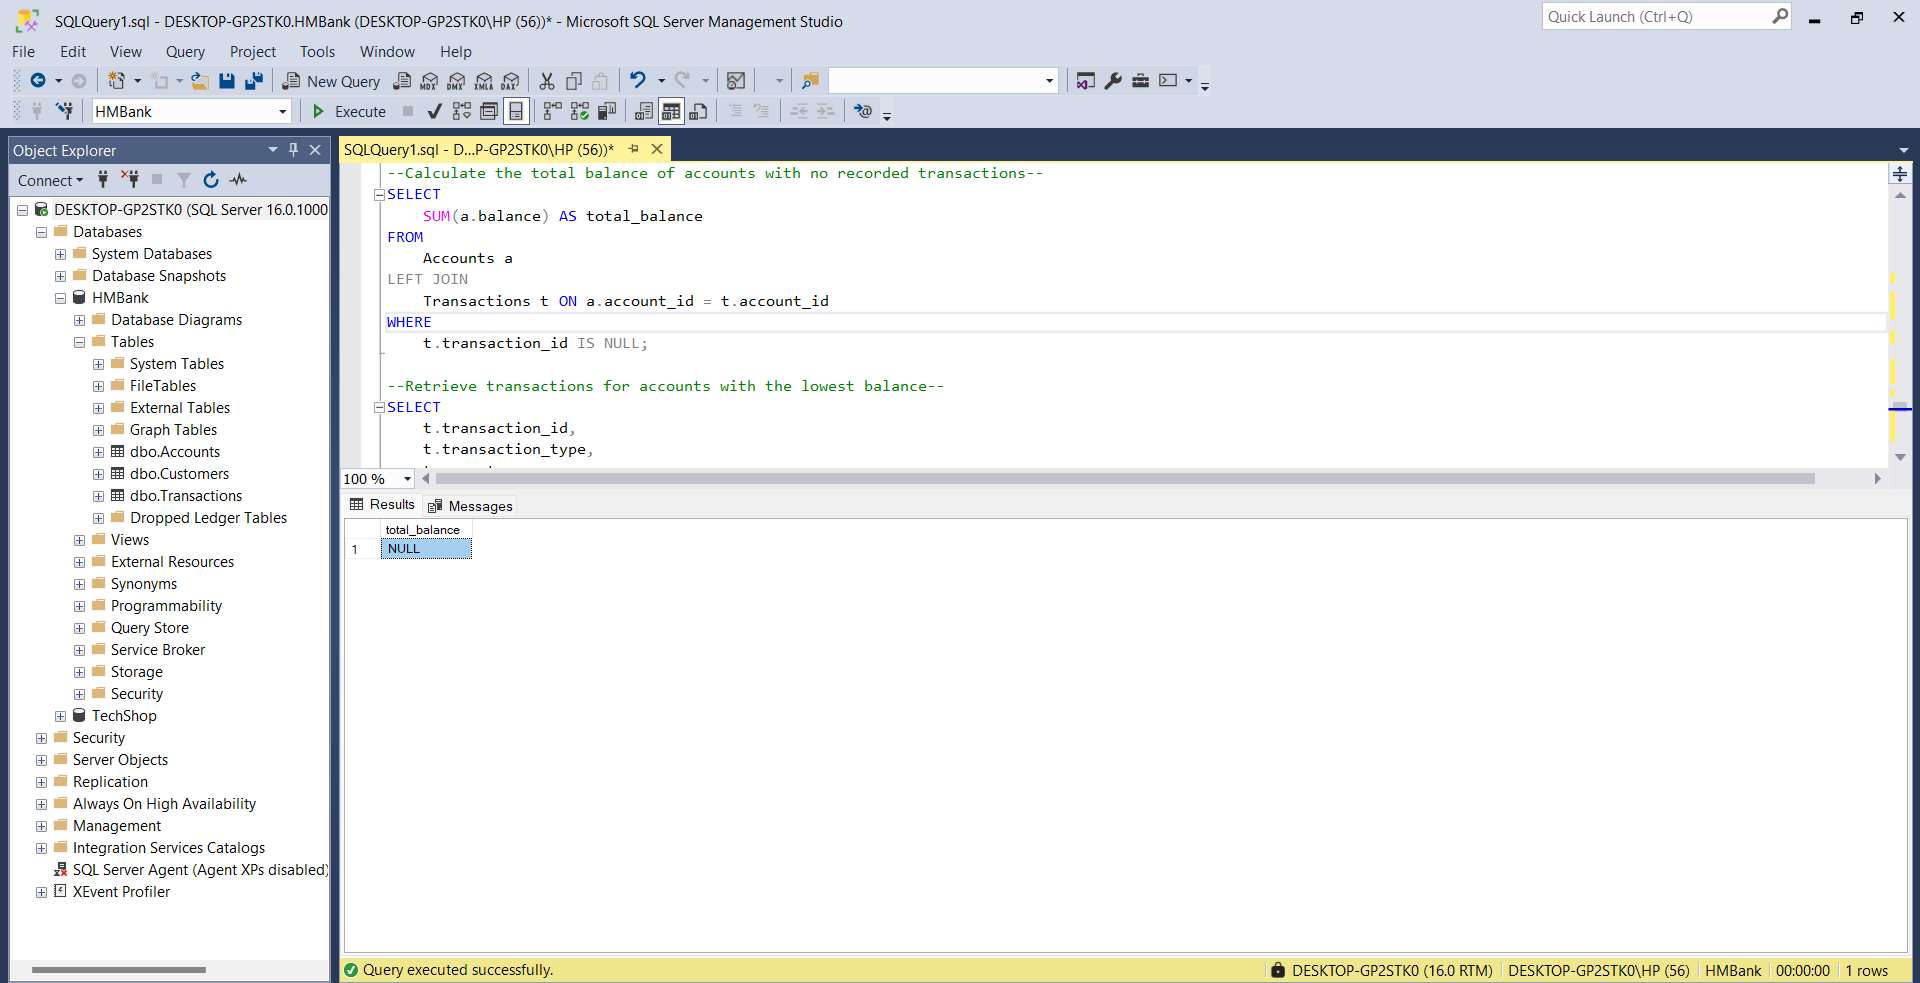 SQLQuery1.sql - DESKTOP-GP2STK0.HMBank (DESKTOP-GP2STK0\HP (56))* - Microsoft SQL Server Management Studio
Quick Launch (Ctrl+Q)
File Edit View Query Project Tools Window Help
New Query MDX DMX XMLA DAX
HMBank Execute
Object Explorer
Connect
DESKTOP-GP2STK0 (SQL Server 16.0.1000
Databases
System Databases
Database Snapshots
HMBank
Database Diagrams
Tables
System Tables
FileTables
External Tables
Graph Tables
dbo.Accounts
dbo.Customers
dbo.Transactions
Dropped Ledger Tables
Views
External Resources
Synonyms
Programmability
Query Store
Service Broker
Storage
Security
TechShop
Security
Server Objects
Replication
Always On High Availability
Management
Integration Services Catalogs
SQL Server Agent (Agent XPs disabled)
XEvent Profiler
SQLQuery1.sql - D...P-GP2STK0\HP (56))*
--Calculate the total balance of accounts with no recorded transactions--
SELECT
SUM(a.balance) AS total_balance
FROM
Accounts a
LEFT JOIN
Transactions t ON a.account_id = t.account_id
WHERE
t.transaction_id IS NULL;
--Retrieve transactions for accounts with the lowest balance--
SELECT
t.transaction_id,
t.transaction_type,
100 %
Results Messages
total_balance
1 NULL
Query executed successfully.
DESKTOP-GP2STK0 (16.0 RTM) DESKTOP-GP2STK0\HP (56) HMBank 00:00:00 1 rows